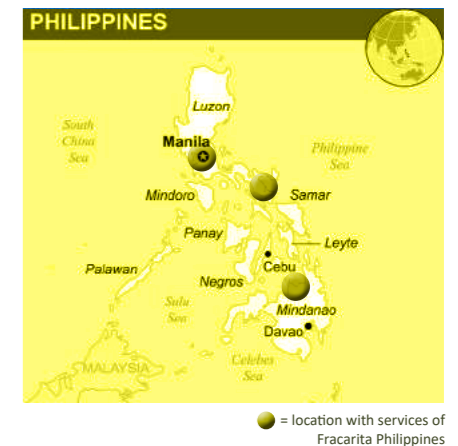 PHILIPPINES
Luzon
South
China
Sea
Manila
Philippine
Sea
Mindoro
Samar
Panay
Leyte
Cebu
Palawan
Negros
Sulu
Sea
Mindanao
Davao
Celebes
Sea
MALAYSIA
= location with services of
Fracarita Philippines